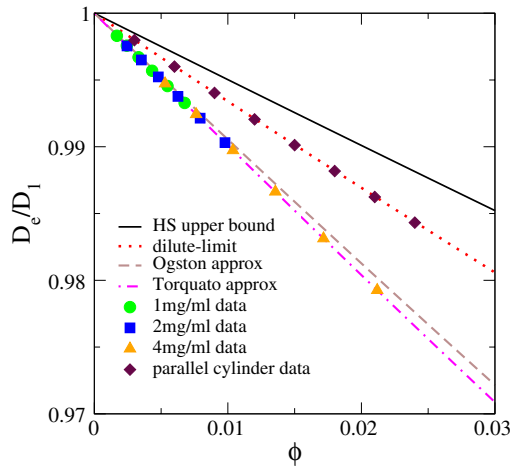 1
0.99
0.98
0.97
D_e/D_1
HS upper bound
dilute-limit
Ogston approx
Torquato approx
1mg/ml data
2mg/ml data
4mg/ml data
parallel cylinder data
0
0.01
0.02
0.03
ϕ